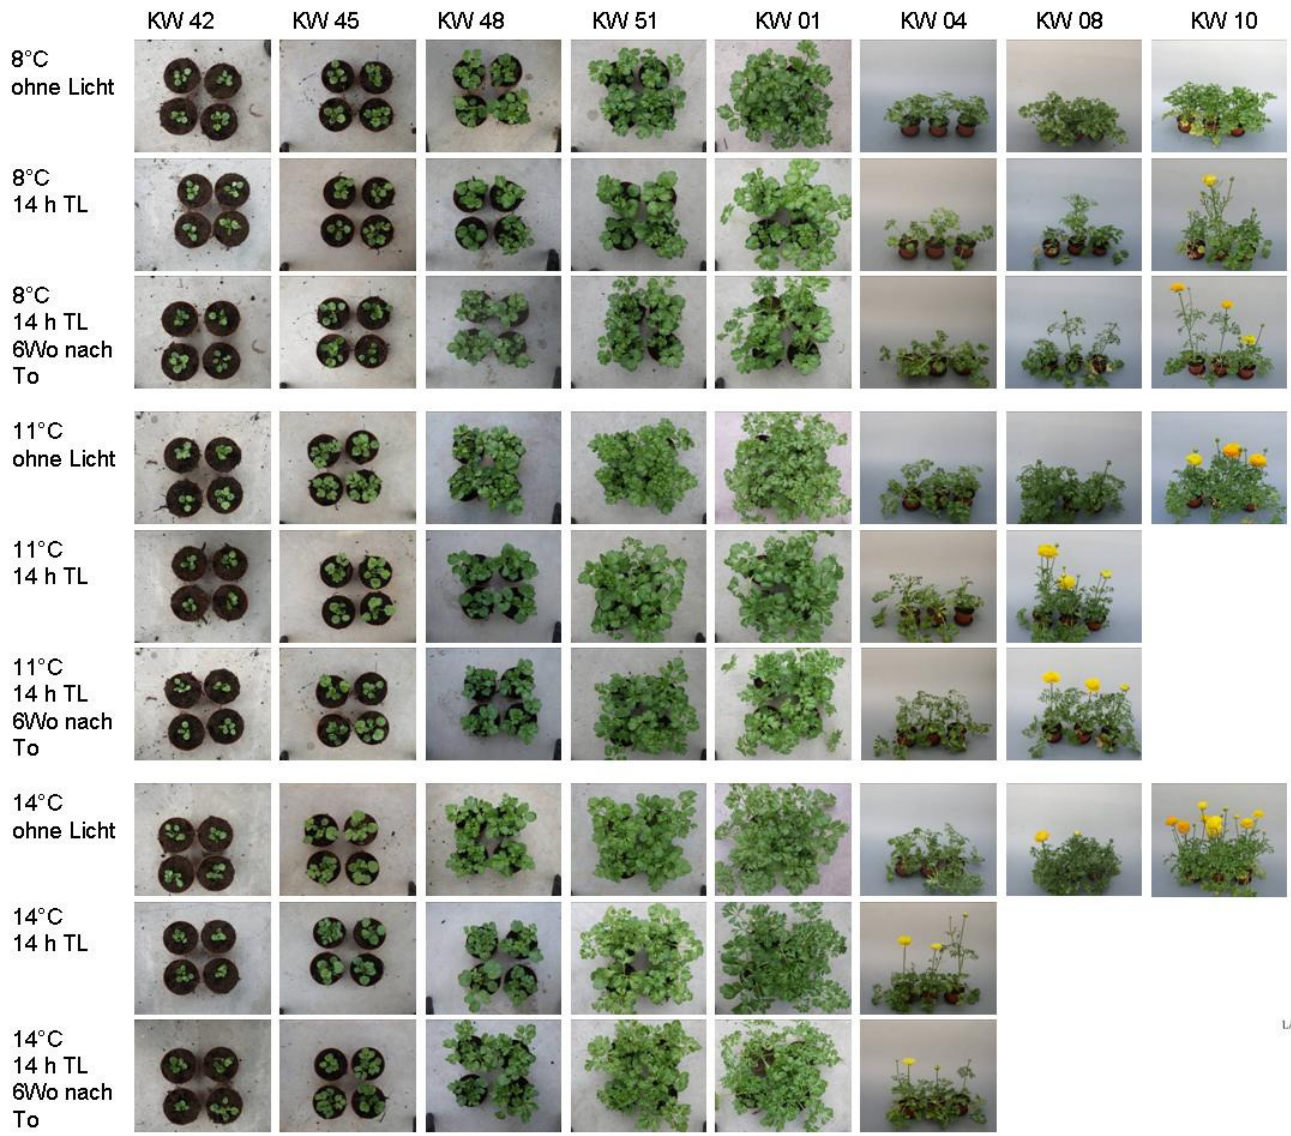 KW 42 KW 45 KW 48 KW 51 KW 01 KW 04 KW 08 KW 10
8°C
ohne Licht
8°C
14 h TL
8°C
14 h TL
6Wo nach
To
11°C
ohne Licht
11°C
14 h TL
11°C
14 h TL
6Wo nach
To
14°C
ohne Licht
14°C
14 h TL
14°C
14 h TL
6Wo nach
To